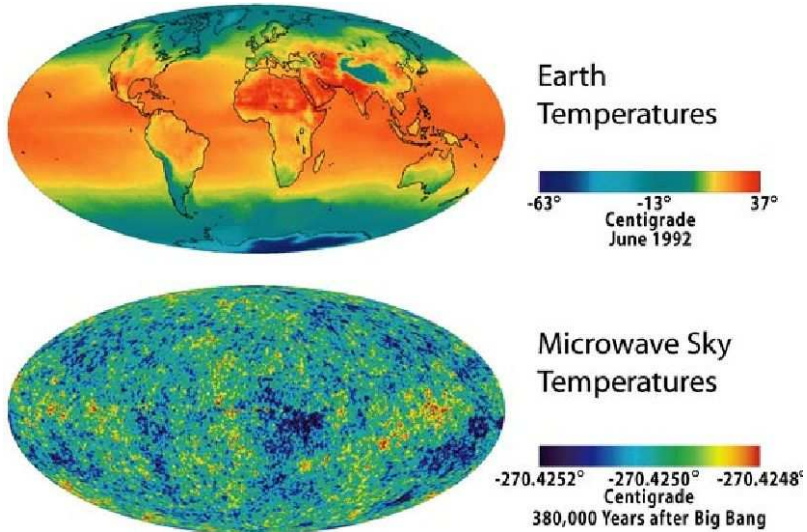 Earth
Temperatures
-63° -13° 37°
Centigrade
June 1992
Microwave Sky
Temperatures
-270.4252° -270.4250° -270.4248°
Centigrade
380,000 Years after Big Bang